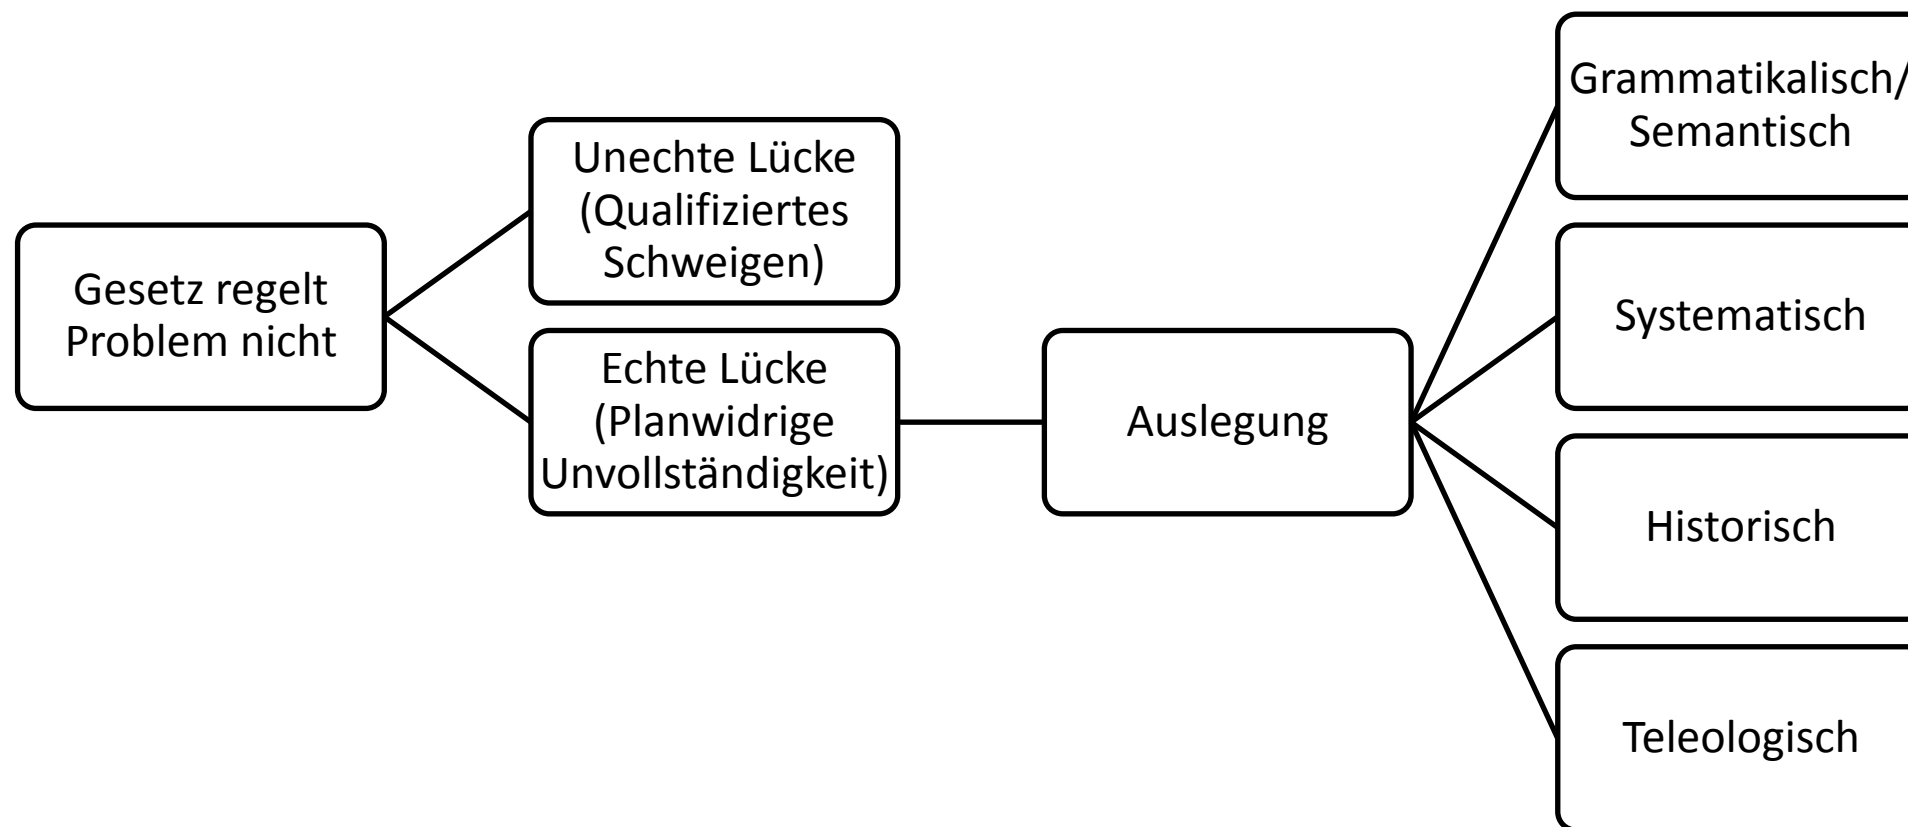 Gesetz regelt
Problem nicht
Unechte Lücke
(Qualifiziertes
Schweigen)
Echte Lücke
(Planwidrige
Unvollständigkeit)
Auslegung
Grammatikalisch/
Semantisch
Systematisch
Historisch
Teleologisch